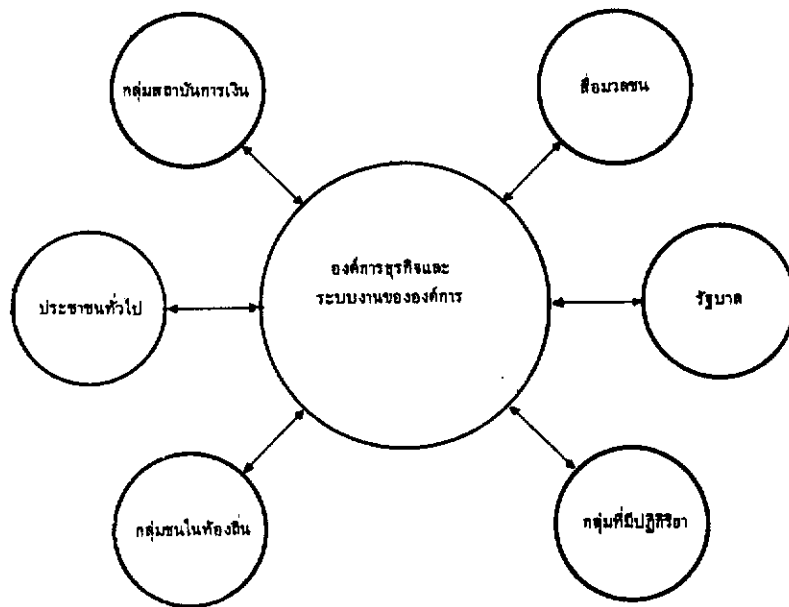 กลุ่มสถาบันการเงิน
สื่อมวลชน
องค์การธุรกิจและ
ระบบงานขององค์การ
ประชาชนทั่วไป
รัฐบาล
กลุ่มชนในท้องถิ่น
กลุ่มที่มีปฏิกิริยา